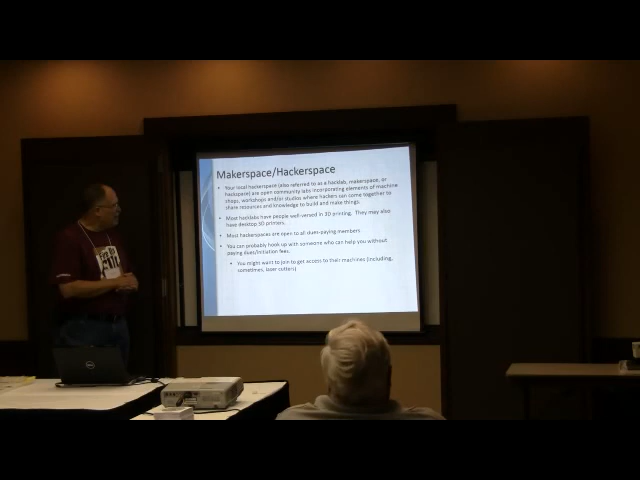 Makerspace/Hackerspace
Your local hackerspace (also referred to as a hacklab, makerspace, or
hackspace) are open community labs incorporating elements of machine
shops, workshops and/or studios where hackers can come together to
share resources and knowledge to build and make things.
Most hacklabs have people well-versed in 3D printing. They may also
have desktop 3D printers.
Most hackerspaces are open to all dues-paying members
You can probably hook up with someone who can help you without
paying dues/initiation fees.
You might want to join to get access to their machines (including,
sometimes, laser cutters)
DELL